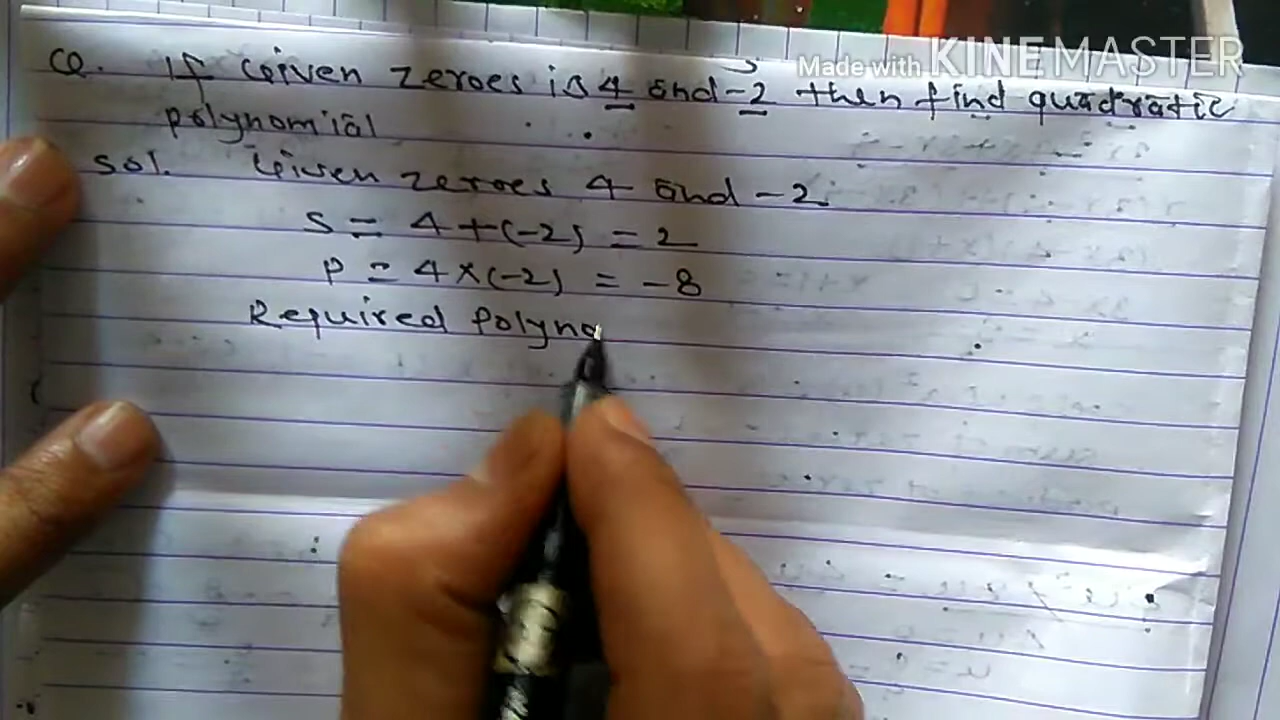 Made with KINEMASTER
Q. If Given zeroes is 4 and -2 then find quadratic
polynomial
Sol. Given zeroes 4 and -2
S = 4+(-2) = 2
P = 4×(-2) = -8
Required Polyno